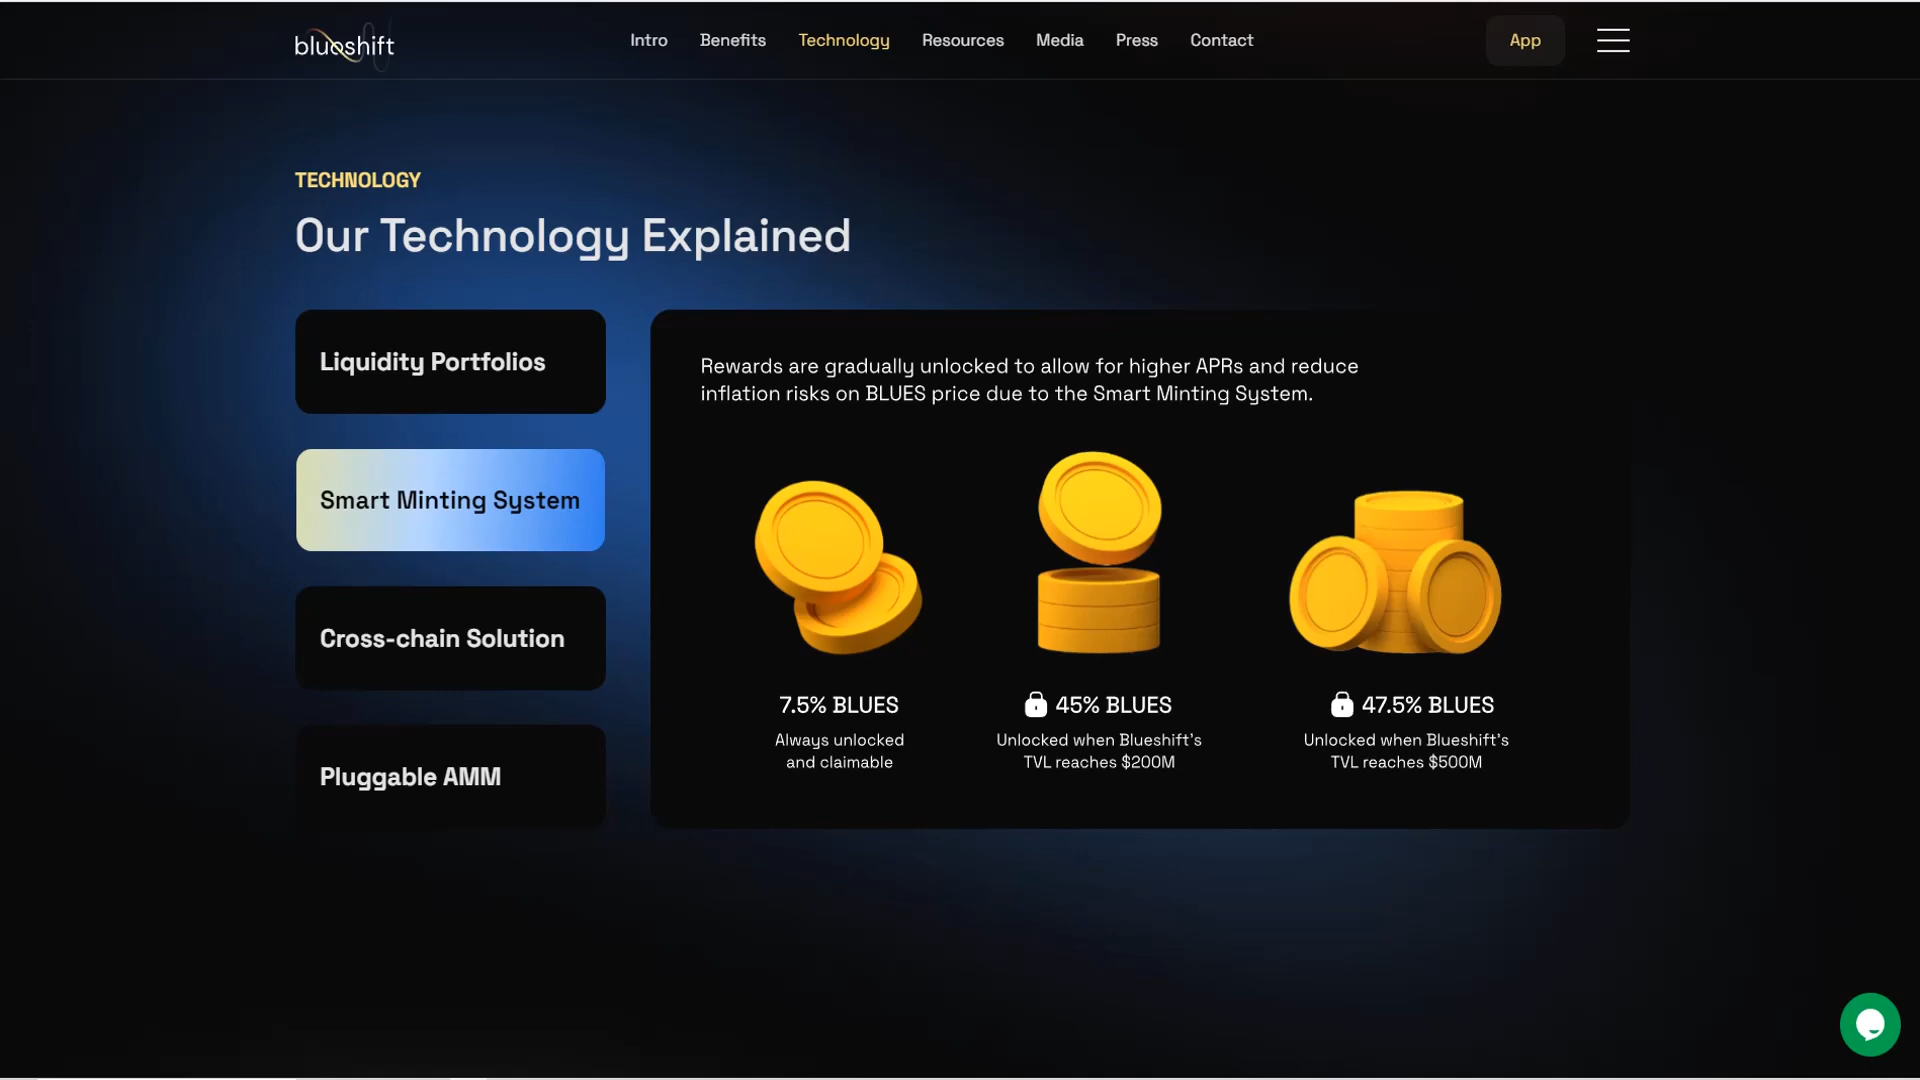 blueshift
Intro
Benefits
Technology
Resources
Media
Press
Contact
App
TECHNOLOGY
Our Technology Explained
Liquidity Portfolios
Smart Minting System
Cross-chain Solution
Pluggable AMM
Rewards are gradually unlocked to allow for higher APRs and reduce
inflation risks on BLUES price due to the Smart Minting System.
7.5% BLUES
Always unlocked
and claimable
45% BLUES
Unlocked when Blueshift's
TVL reaches $200M
47.5% BLUES
Unlocked when Blueshift's
TVL reaches $500M